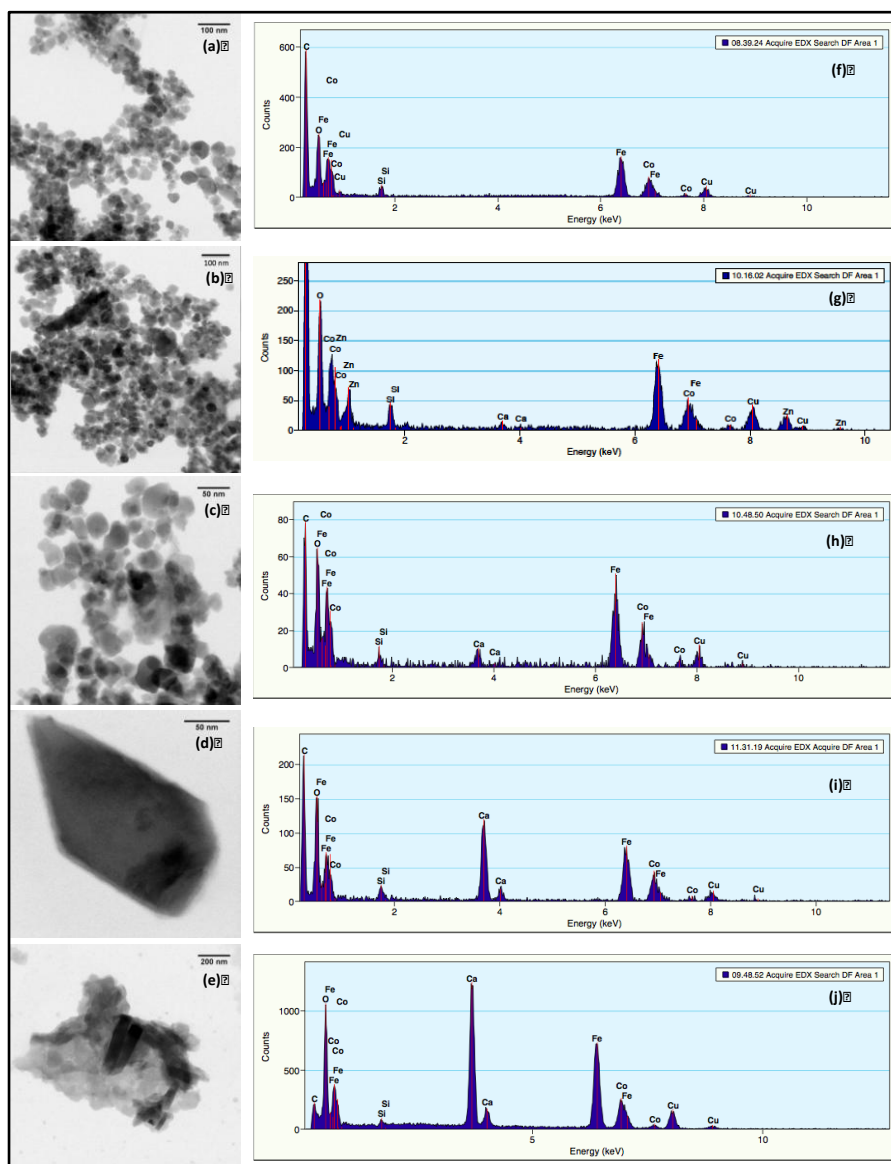 100 nm
(a)⍰
08.39.24 Acquire EDX Search DF Area 1
(f)⍰
Counts
600
400
200
0
C
Co
Fe
O
Cu
Fe
Fe
Co
Cu
Si
Si
Fe
Co
Fe
Co
Cu
Cu
2
4
6
8
10
Energy (keV)
100 nm
(b)⍰
10.16.02 Acquire EDX Search DF Area 1
(g)⍰
Counts
250
200
150
100
50
0
O
Co
Zn
Co
Co
Zn
Si
Si
Ca
Ca
Fe
Fe
Co
Co
Cu
Zn
Cu
Zn
2
4
6
8
10
Energy (keV)
50 nm
(c)⍰
10.48.50 Acquire EDX Search DF Area 1
(h)⍰
Counts
80
60
40
20
0
C
Co
Fe
O
Co
Fe
Fe
Co
Si
Si
Ca
Ca
Fe
Co
Fe
Co
Cu
Cu
2
4
6
8
10
Energy (keV)
50 nm
(d)⍰
11.31.19 Acquire EDX Acquire DF Area 1
(i)⍰
Counts
200
150
100
50
0
C
Fe
O
Co
Fe
Fe
Co
Si
Si
Ca
Ca
Fe
Co
Fe
Co
Cu
Cu
2
4
6
8
10
Energy (keV)
200 nm
(e)⍰
09.48.52 Acquire EDX Search DF Area 1
(j)⍰
Counts
1000
500
0
Fe
O
Co
Co
Co
Fe
Fe
C
Si
Si
Ca
Ca
Fe
Co
Fe
Co
Cu
Cu
5
10
Energy (keV)